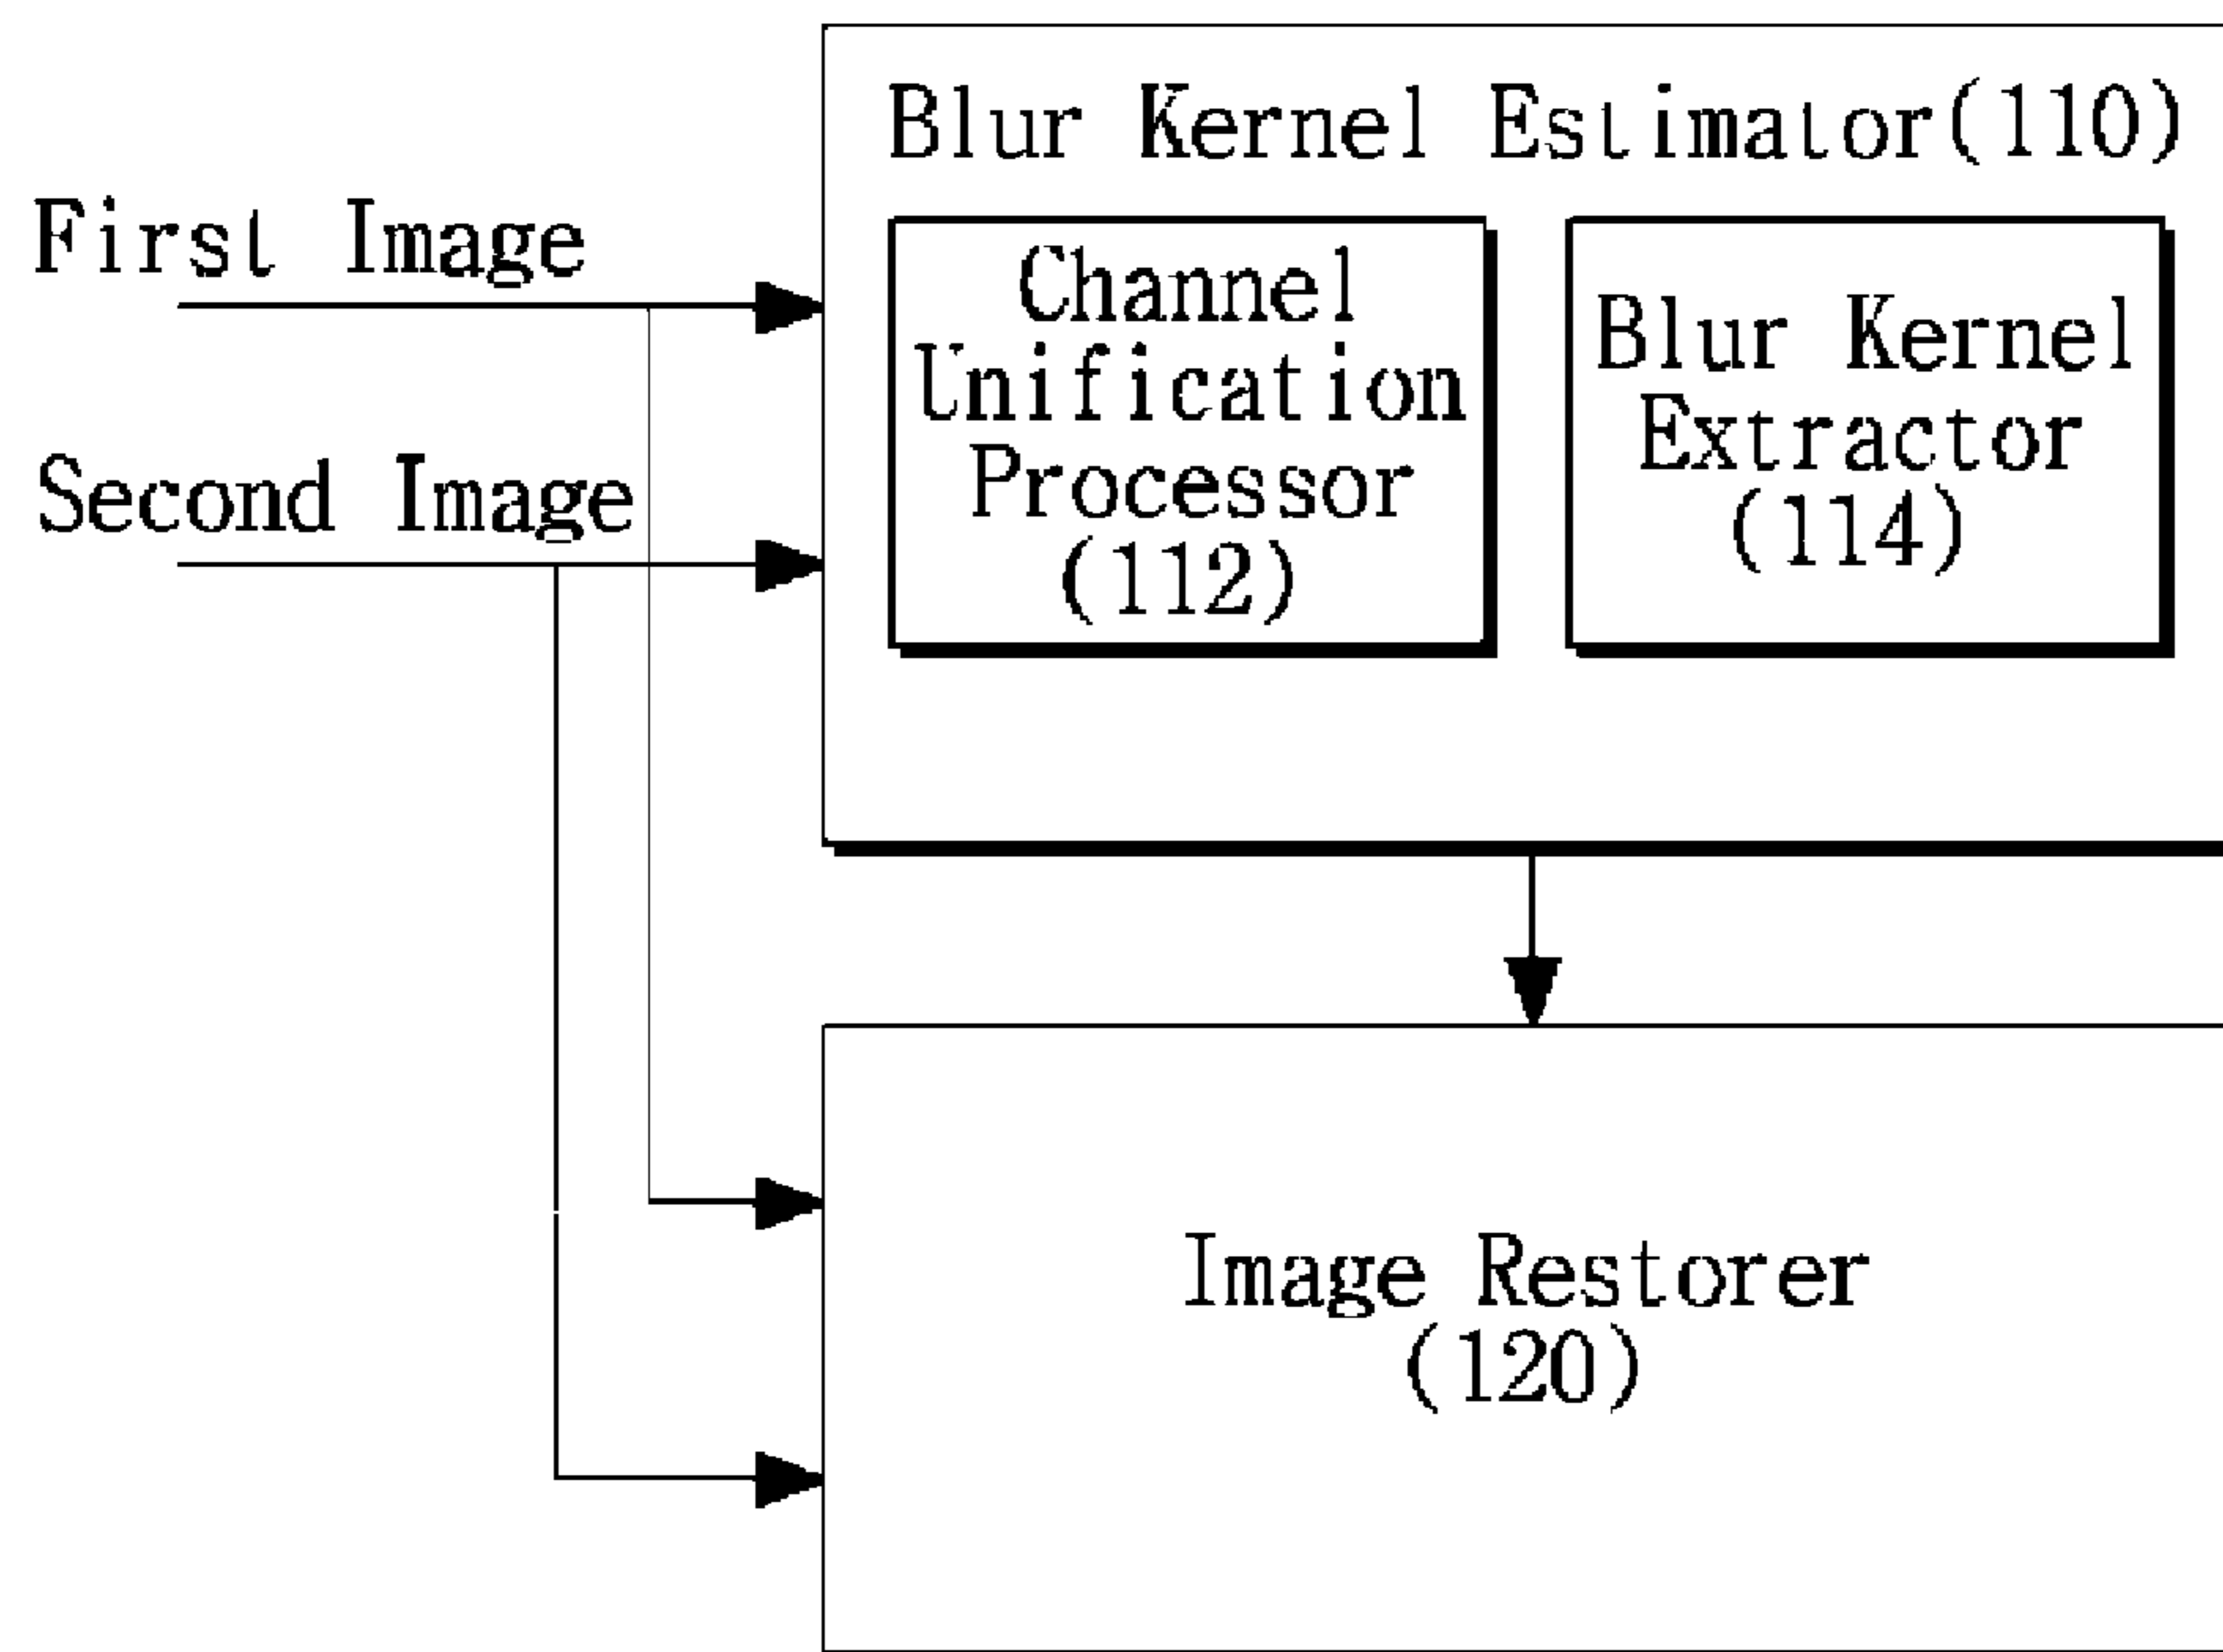 Blur Kernel Estimator(110)
First Image
Second Image
Channel
Unification
Processor
(112)
Blur Kernel
Extractor
(114)
Image Restorer
(120)